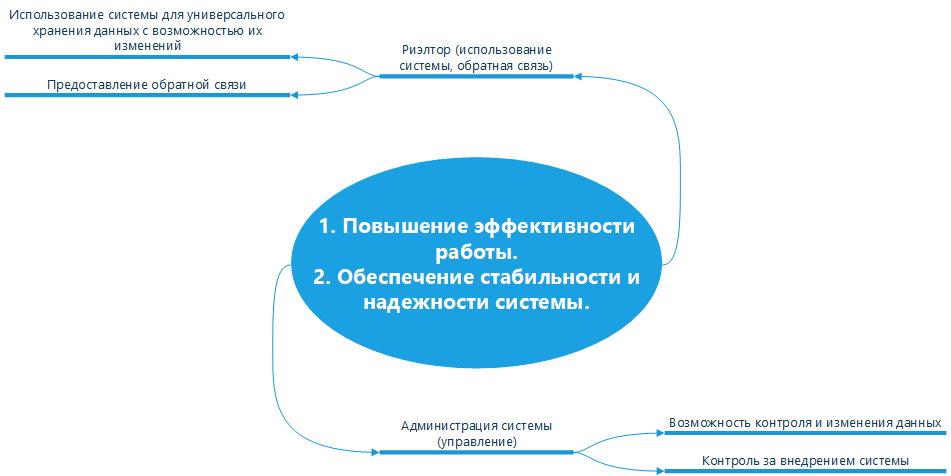 Использование системы для универсального
хранения данных с возможностью их
изменений
Предоставление обратной связи
Риэлтор (использование
системы, обратная связь)
1. Повышение эффективности
работы.
2. Обеспечение стабильности и
надежности системы.
Администрация системы
(управление)
Возможность контроля и изменения данных
Контроль за внедрением системы